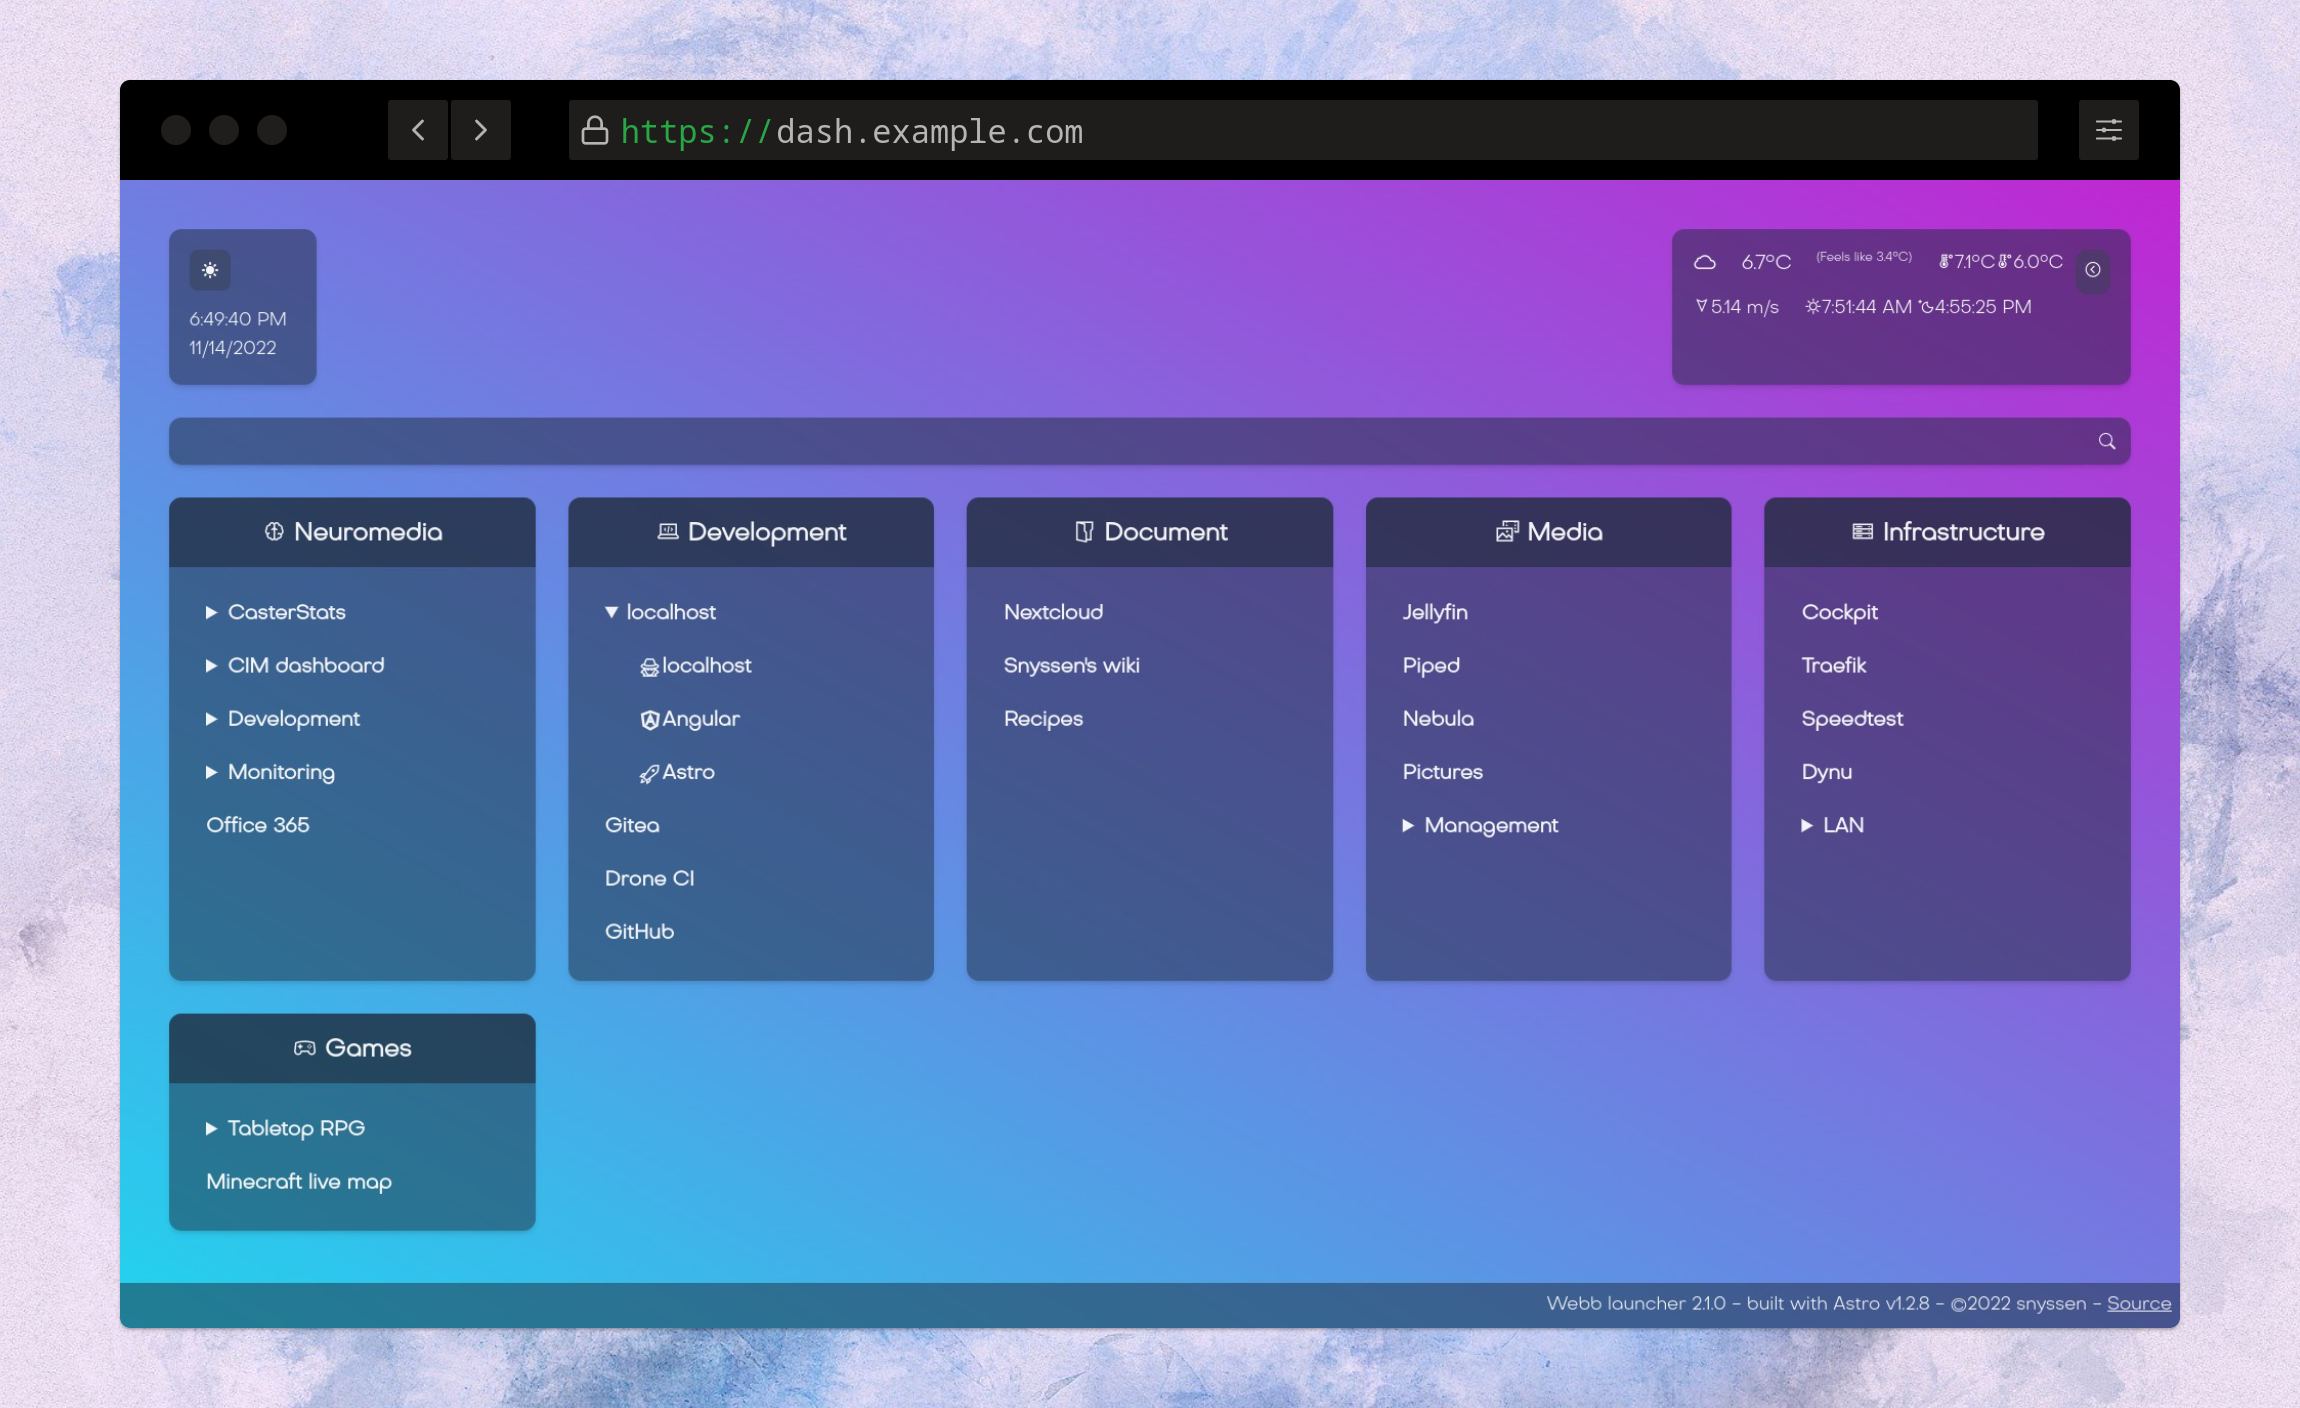 https://dash.example.com
6:49:40 PM
11/14/2022
6.7°C (Feels like 3.4°C) 7.1°C 6.0°C
5.14 m/s 7:51:44 AM 4:55:25 PM
Neuromedia
CasterStats
CIM dashboard
Development
Monitoring
Office 365
Development
localhost
localhost
Angular
Astro
Gitea
Drone CI
GitHub
Document
Nextcloud
Snyssen's wiki
Recipes
Media
Jellyfin
Piped
Nebula
Pictures
Management
Infrastructure
Cockpit
Traefik
Speedtest
Dynu
LAN
Games
Tabletop RPG
Minecraft live map
Webb launcher 2.1.0 - built with Astro v1.2.8 - ©2022 snyssen - Source